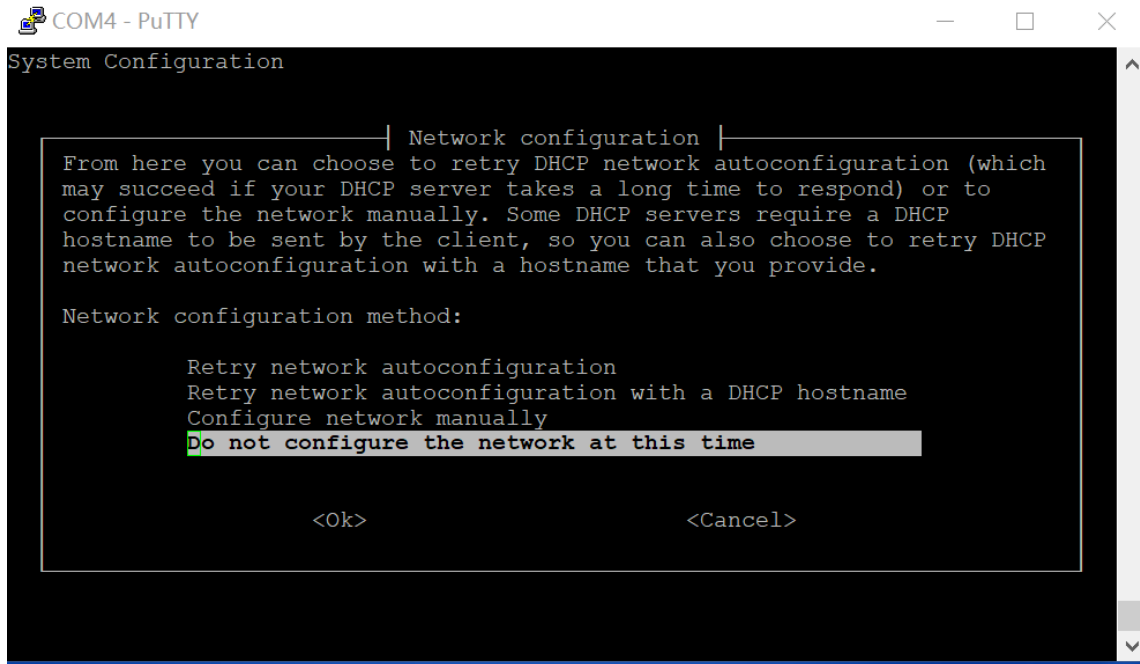 COM4 - PuTTY
System Configuration
Network configuration
From here you can choose to retry DHCP network autoconfiguration (which
may succeed if your DHCP server takes a long time to respond) or to
configure the network manually. Some DHCP servers require a DHCP
hostname to be sent by the client, so you can also choose to retry DHCP
network autoconfiguration with a hostname that you provide.
Network configuration method:
Retry network autoconfiguration
Retry network autoconfiguration with a DHCP hostname
Configure network manually
Do not configure the network at this time
<Ok> <Cancel>